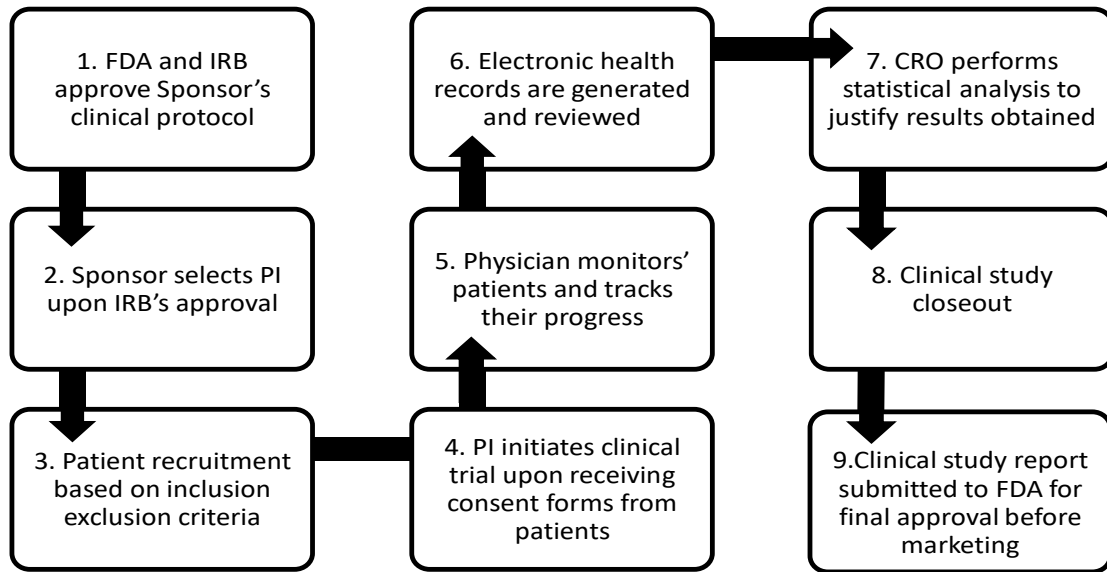 1. FDA and IRB
approve Sponsor's
clinical protocol
2. Sponsor selects PI
upon IRB's approval
3. Patient recruitment
based on inclusion
exclusion criteria
4. PI initiates clinical
trial upon receiving
consent forms from
patients
5. Physician monitors'
patients and tracks
their progress
6. Electronic health
records are generated
and reviewed
7. CRO performs
statistical analysis to
justify results obtained
8. Clinical study
closeout
9.Clinical study report
submitted to FDA for
final approval before
marketing